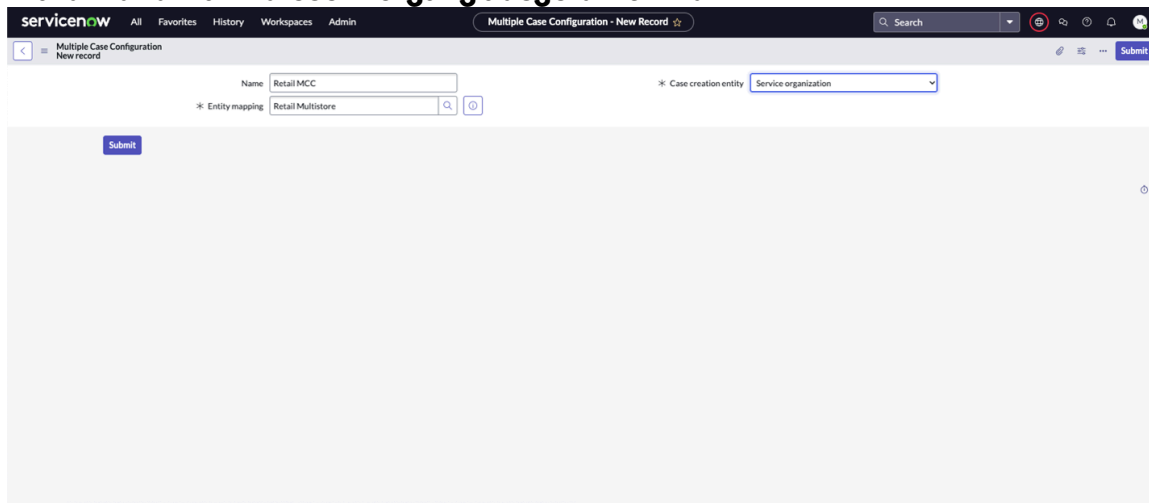 servicenow All Favorites History Workspaces Admin Multiple Case Configuration - New Record ☆ Search
Multiple Case Configuration
New record
Submit
Name Retail MCC
* Case creation entity Service organization
* Entity mapping Retail Multistore
Submit